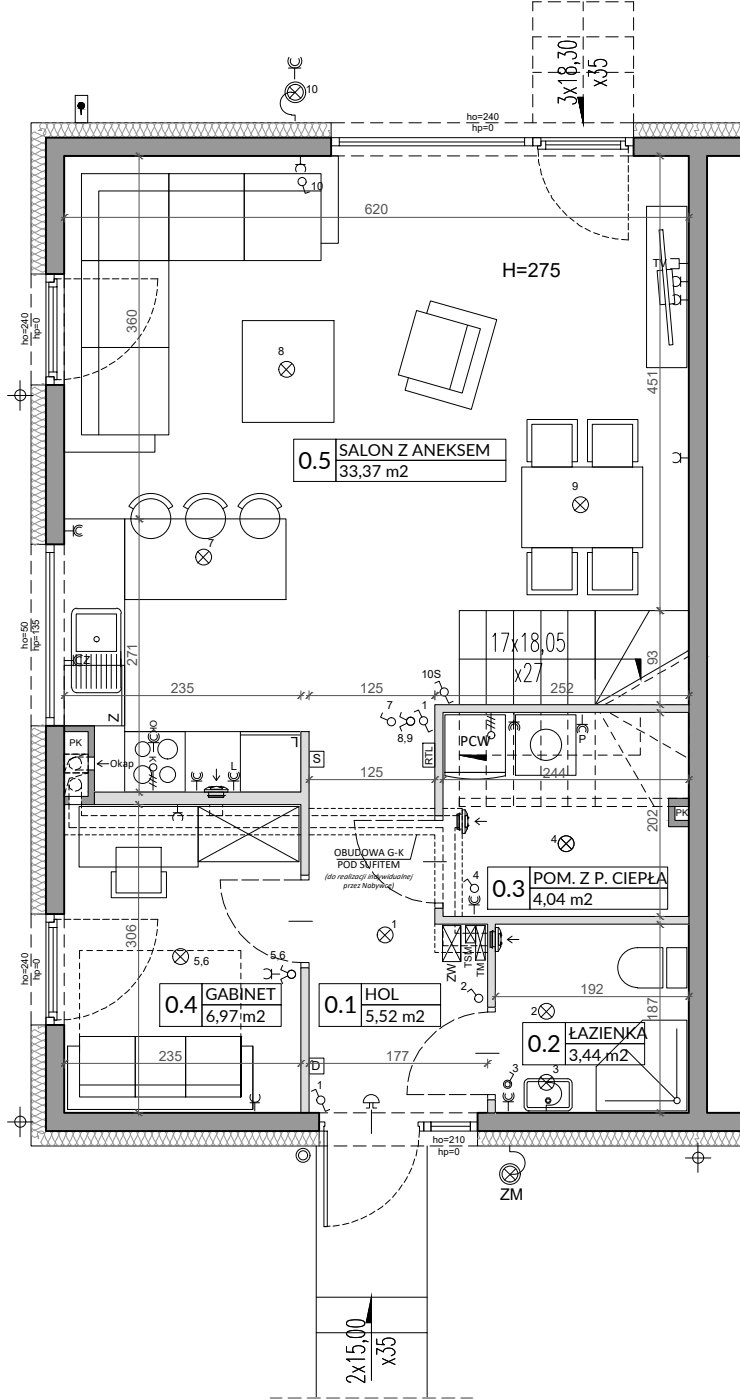 3x18,30
x35
10
ho=240
hp=0
10
620
H=275
TV
ho=240
hp=0
360
8
451
0.5 SALON Z ANEKSEM
33,37 m2
9
7
ho=50
hp=135
CZ
271
17x18,05
x27
93
10S
235
125
252
Z
7
1
8,9
PK
OK
Okap
L
S
RTL
PCW
P
125
244
202
PK
OBUDOWA G-K
POD SUFITEM
(do realizacji indywidualnej
przez Nabywcę)
4
0.3 POM. Z P. CIEPŁA
4,04 m2
4
306
1
ho=240
hp=0
5,6
5,6
ZW
TSM
TM
0.4 GABINET
6,97 m2
0.1 HOL
5,52 m2
2
192
187
2
0.2 ŁAZIENKA
3,44 m2
235
D
177
3
3
1
ho=210
hp=0
ZM
2x15,00
x35